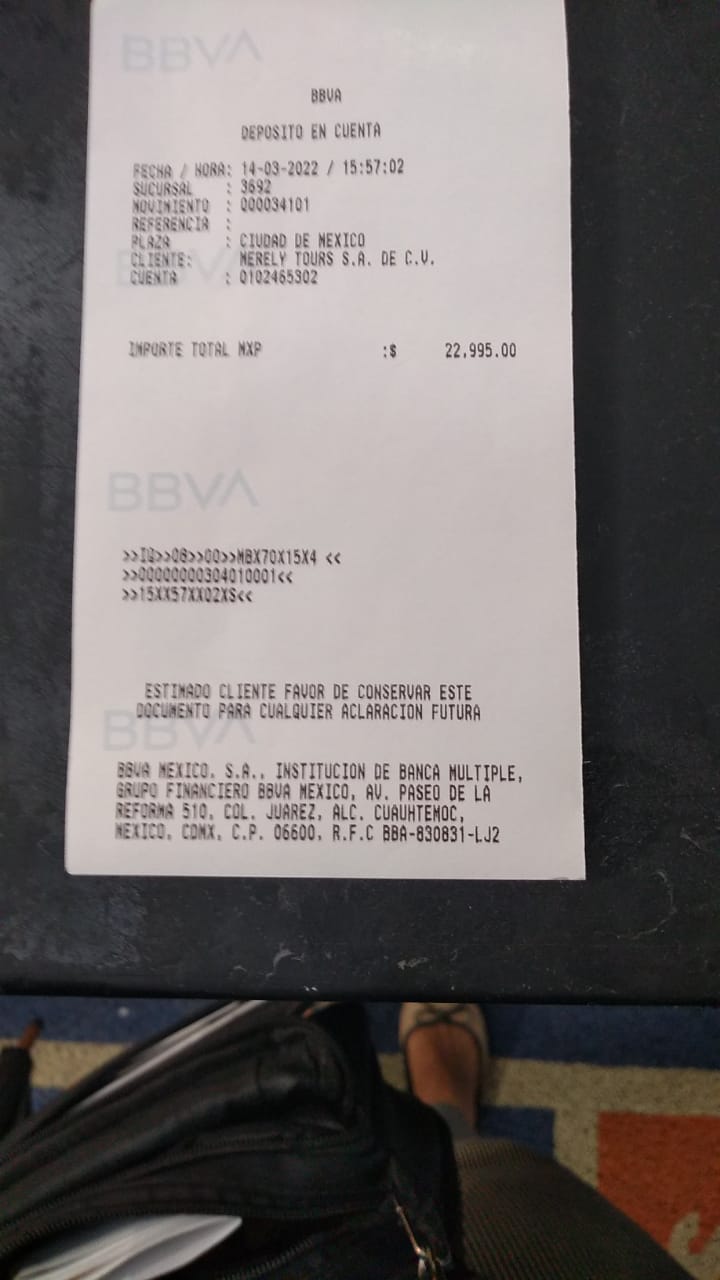 BBVA
BBVA
DEPOSITO EN CUENTA
FECHA / HORA: 14-03-2022 / 15:57:02
SUCURSAL : 3692
MOVIMIENTO : 000034101
REFERENCIA :
PLAZA : CIUDAD DE MEXICO
CLIENTE: MERELY TOURS S.A. DE C.V.
CUENTA : 0102465302
IMPORTE TOTAL MXP :$ 22,995.00
BBVA
>>IQ>>08>>00>>MBX70X15X4 <<
>>00000000304010001<<
>>15XX57XX02XS<<
ESTIMADO CLIENTE FAVOR DE CONSERVAR ESTE
DOCUMENTO PARA CUALQUIER ACLARACION FUTURA
BBVA
BBVA MEXICO, S.A., INSTITUCION DE BANCA MULTIPLE,
GRUPO FINANCIERO BBVA MEXICO, AV. PASEO DE LA
REFORMA 510, COL. JUAREZ, ALC. CUAUHTEMOC,
MEXICO, CDMX, C.P. 06600, R.F.C BBA-830831-LJ2